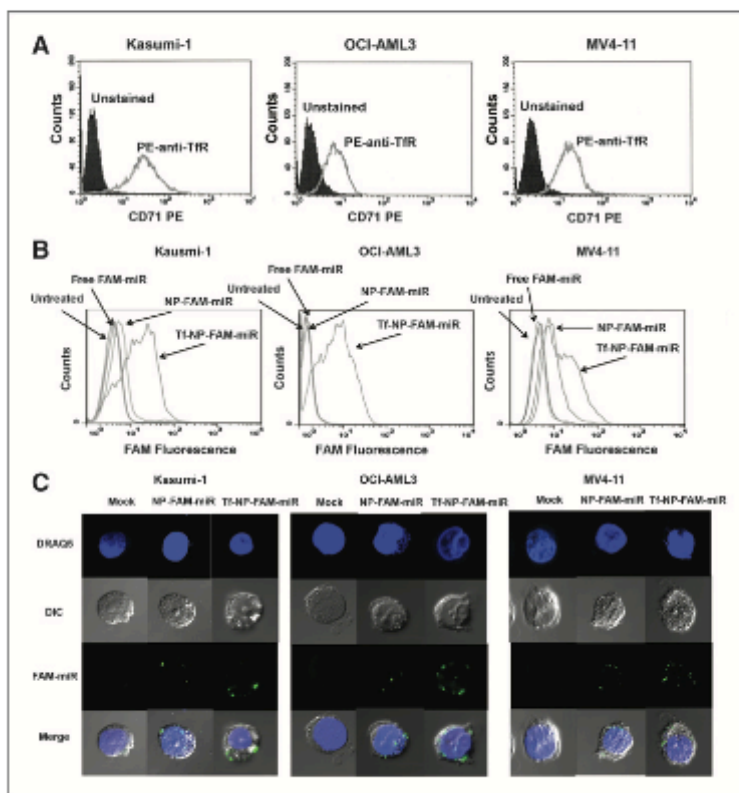 A
Kasumi-1
OCI-AML3
MV4-11
Counts
Unstained
PE-anti-TfR
CD71 PE
Counts
Unstained
PE-anti-TfR
CD71 PE
Counts
Unstained
PE-anti-TfR
CD71 PE
B
Kausmi-1
OCI-AML3
MV4-11
Free FAM-miR
Untreated
NP-FAM-miR
Tf-NP-FAM-miR
Counts
FAM Fluorescence
Free FAM-miR
Untreated
NP-FAM-miR
Tf-NP-FAM-miR
Counts
FAM Fluorescence
Free FAM-miR
Untreated
NP-FAM-miR
Tf-NP-FAM-miR
Counts
FAM Fluorescence
C
Kasumi-1
OCI-AML3
MV4-11
Mock NP-FAM-miR Tf-NP-FAM-miR
Mock NP-FAM-miR Tf-NP-FAM-miR
Mock NP-FAM-miR Tf-NP-FAM-miR
DRAQ5
DIC
FAM-miR
Merge